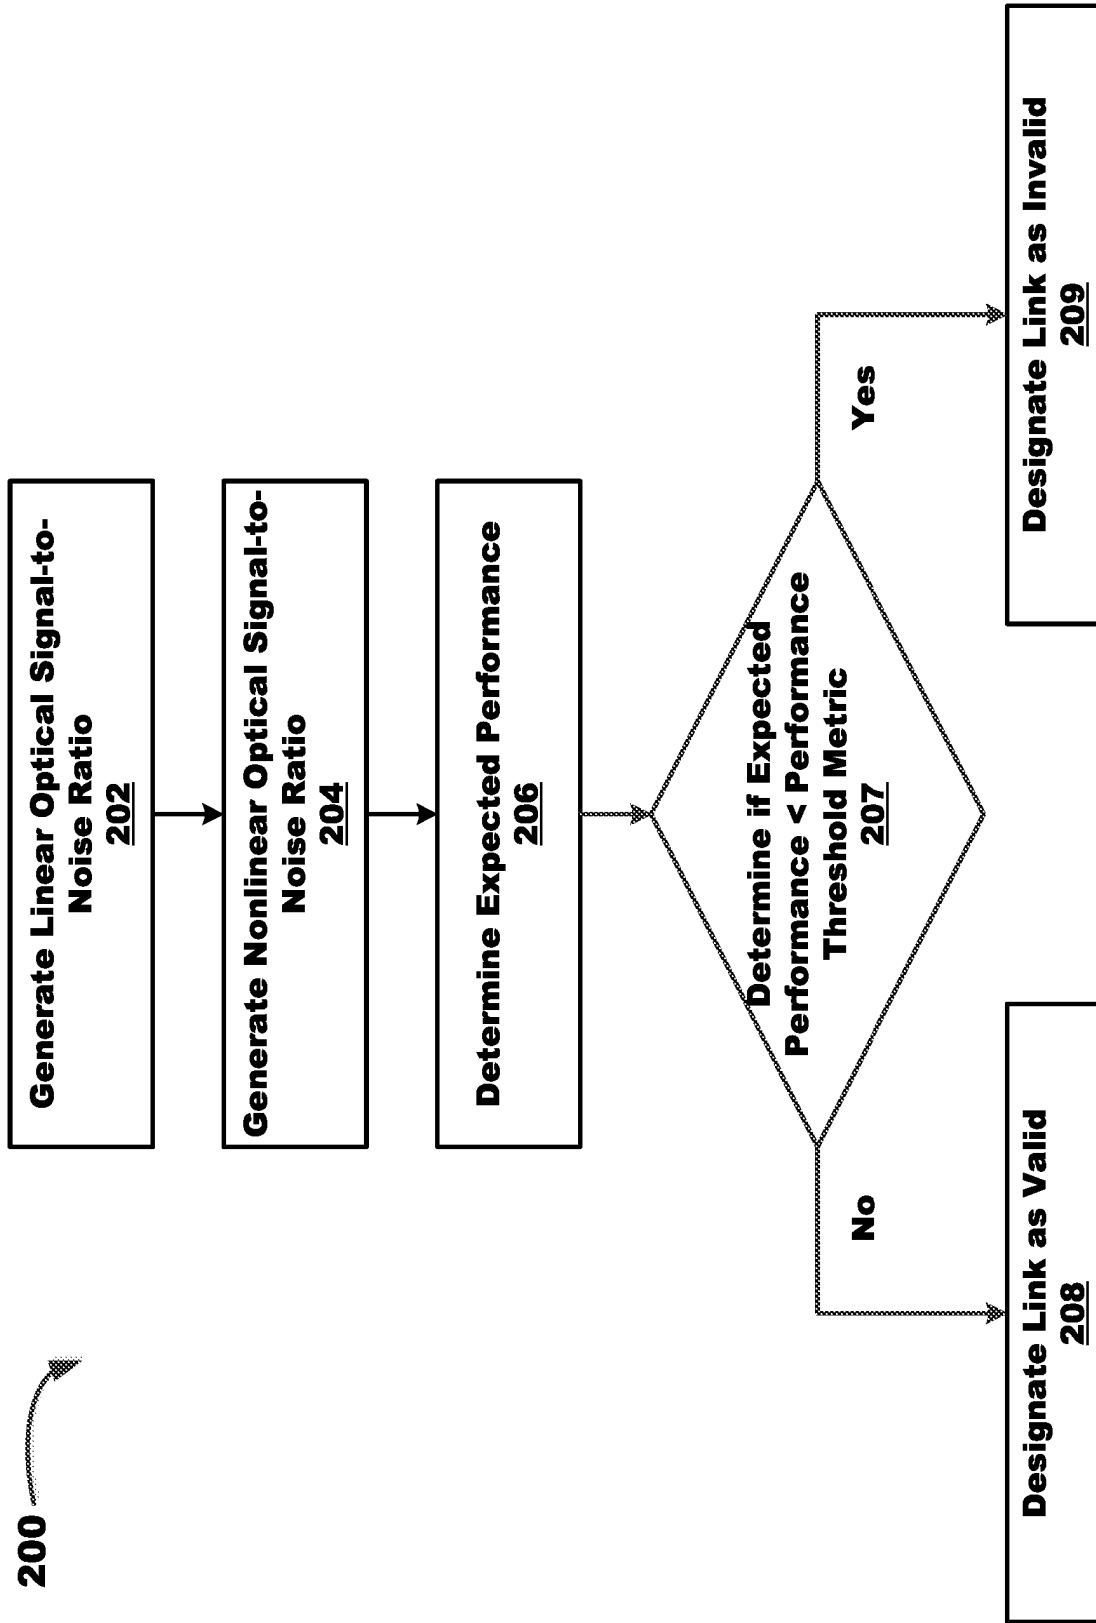 200
Generate Linear Optical Signal-to-
Noise Ratio
202
Generate Nonlinear Optical Signal-to-
Noise Ratio
204
Determine Expected Performance
206
Determine if Expected
Performance < Performance
Threshold Metric
207
No
Yes
Designate Link as Valid
208
Designate Link as Invalid
209